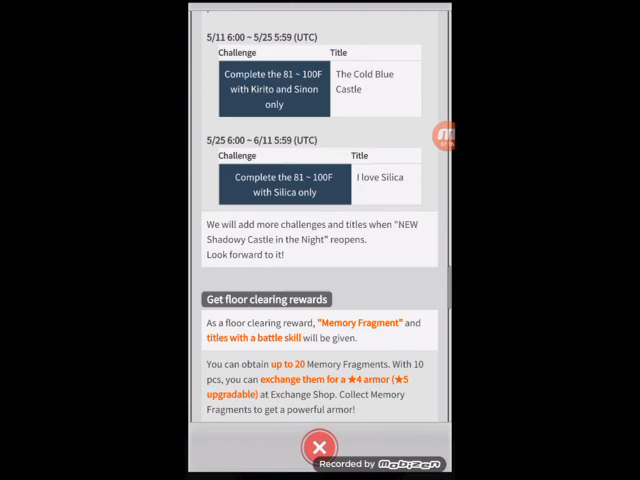 5/11 6:00 ~ 5/25 5:59 (UTC)
Challenge Title
Complete the 81 ~ 100F The Cold Blue
with Kirito and Sinon Castle
only
5/25 6:00 ~ 6/11 5:59 (UTC)
Challenge Title
Complete the 81 ~ 100F I love Silica
with Silica only
We will add more challenges and titles when "NEW
Shadowy Castle in the Night" reopens.
Look forward to it!
Get floor clearing rewards
As a floor clearing reward, "Memory Fragment" and
titles with a battle skill will be given.
You can obtain up to 20 Memory Fragments. With 10
pcs, you can exchange them for a ★4 armor (★5
upgradable) at Exchange Shop. Collect Memory
Fragments to get a powerful armor!
Recorded by MOBIZEN